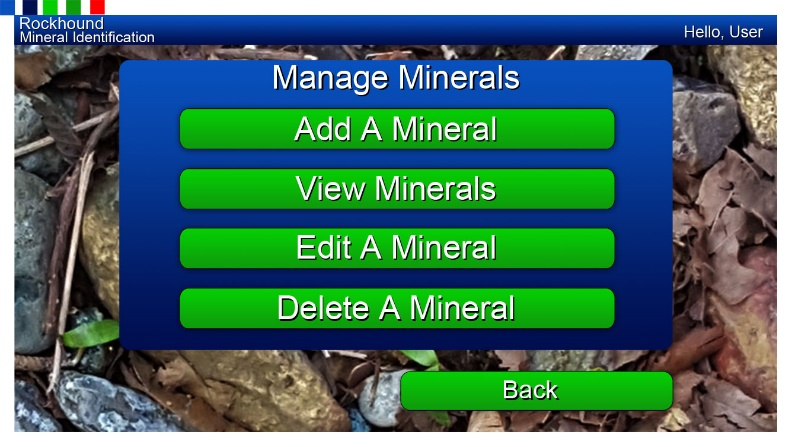 Rockhound
Mineral Identification
Hello, User
Manage Minerals
Add A Mineral
View Minerals
Edit A Mineral
Delete A Mineral
Back